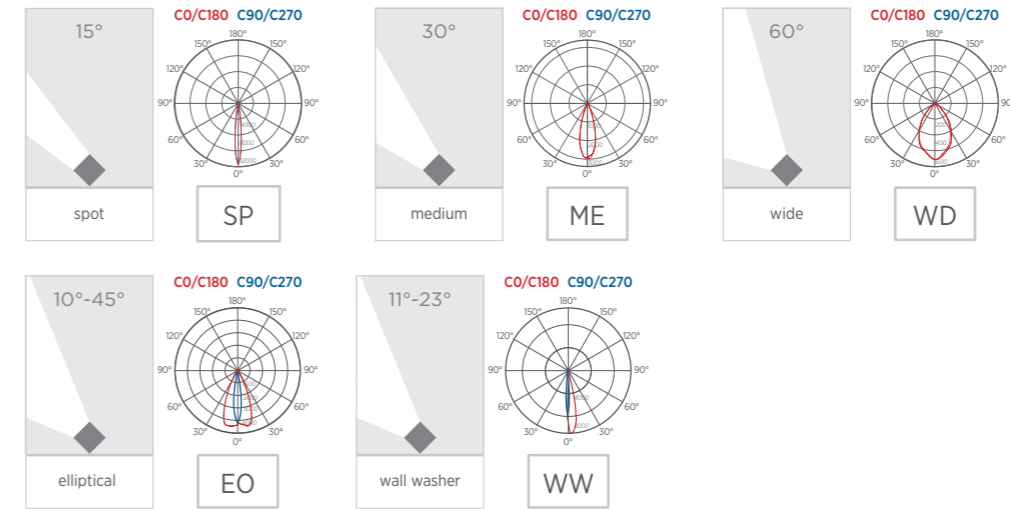 15°
C0/C180 C90/C270
180°
150° 150°
120° 120°
90° 90°
60° 60°
30° 30°
0°
spot
SP
30°
C0/C180 C90/C270
180°
150° 150°
120° 120°
90° 90°
60° 60°
30° 30°
0°
medium
ME
60°
C0/C180 C90/C270
180°
150° 150°
120° 120°
90° 90°
60° 60°
30° 30°
0°
200
400
wide
WD
10°-45°
C0/C180 C90/C270
180°
150° 150°
120° 120°
90° 90°
60° 60°
30° 30°
0°
elliptical
EO
11°-23°
C0/C180 C90/C270
180°
150° 150°
120° 120°
90° 90°
60° 60°
30° 30°
0°
4000
wall washer
WW